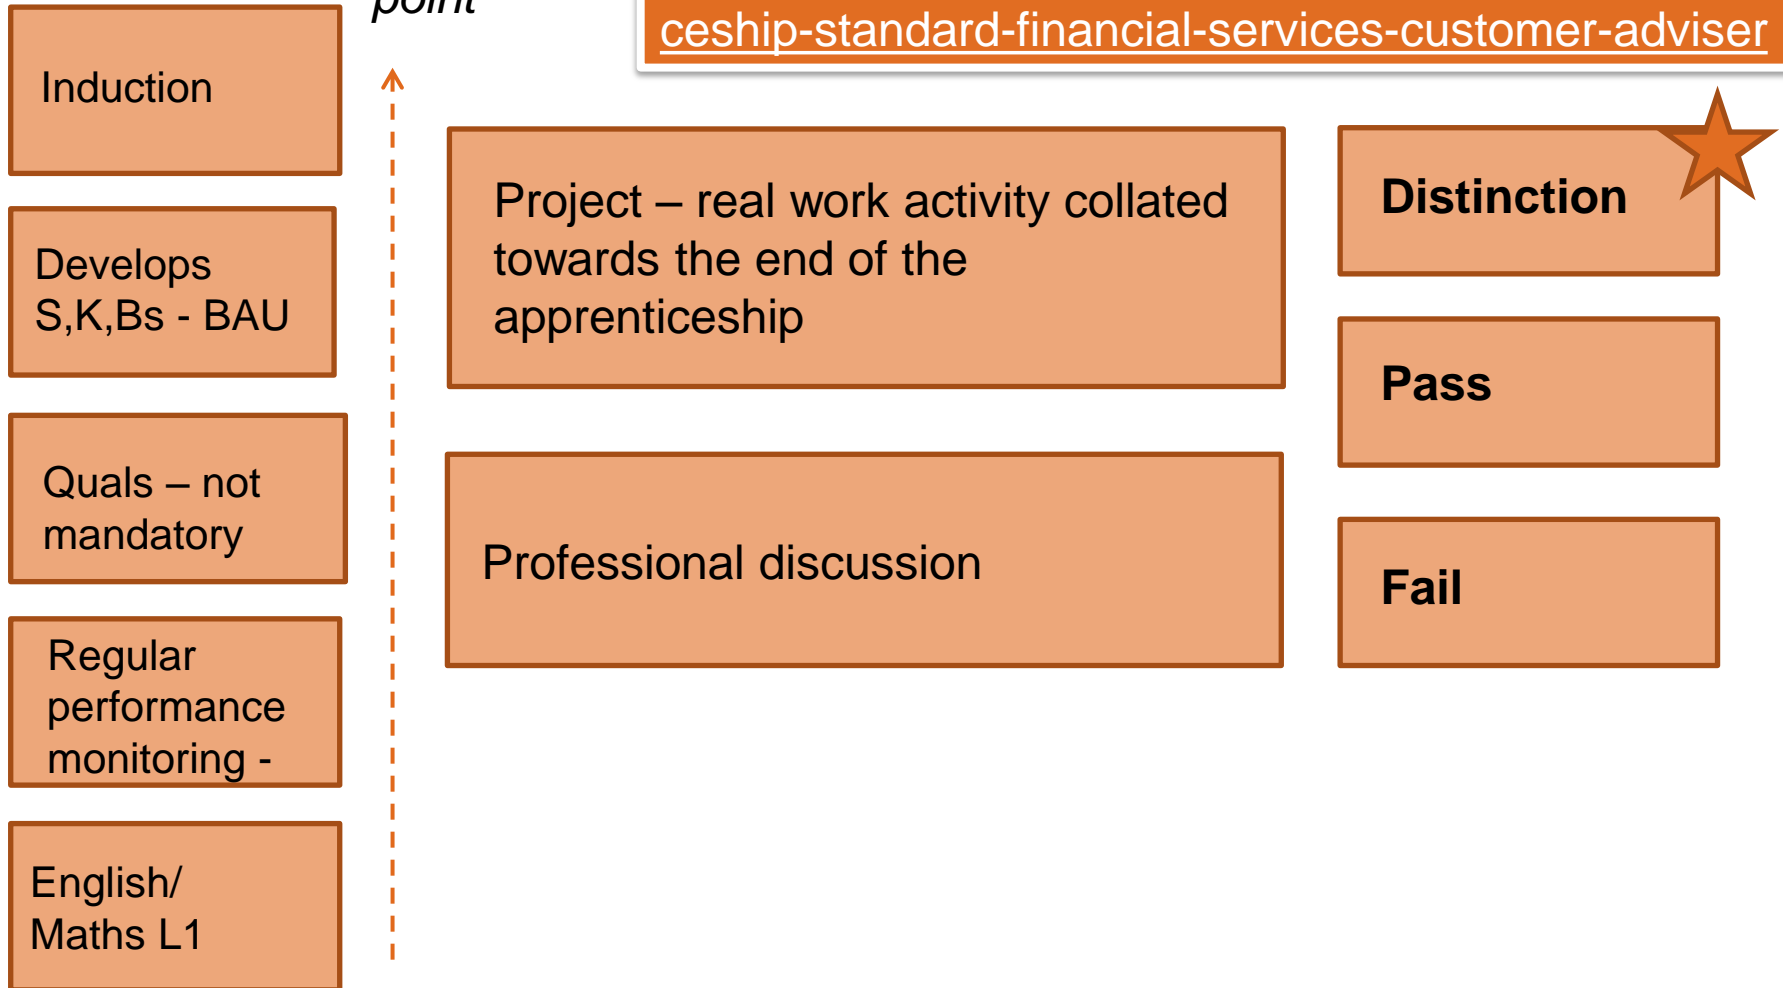 point
ceship-standard-financial-services-customer-adviser
Induction
Develops
S,K,Bs - BAU
Quals – not
mandatory
Regular
performance
monitoring -
English/
Maths L1
Project – real work activity collated
towards the end of the
apprenticeship
Professional discussion
Distinction
Pass
Fail